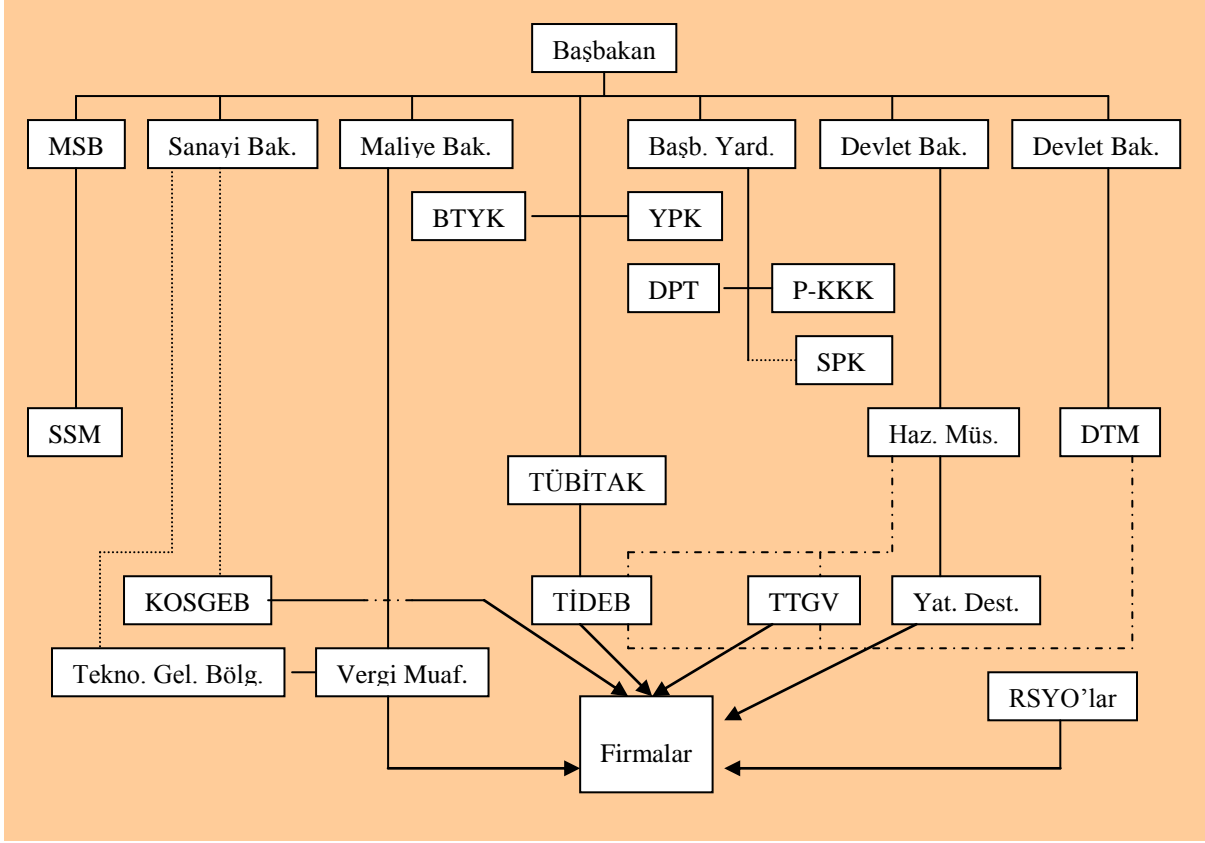 Başbakan
MSB
Sanayi Bak.
Maliye Bak.
Başb. Yard.
Devlet Bak.
Devlet Bak.
BTYK
YPK
DPT
P-KKK
SPK
SSM
Haz. Müs.
DTM
TÜBİTAK
KOSGEB
TİDEB
TTGV
Yat. Dest.
Tekno. Gel. Bölg.
Vergi Muaf.
RSYO’lar
Firmalar